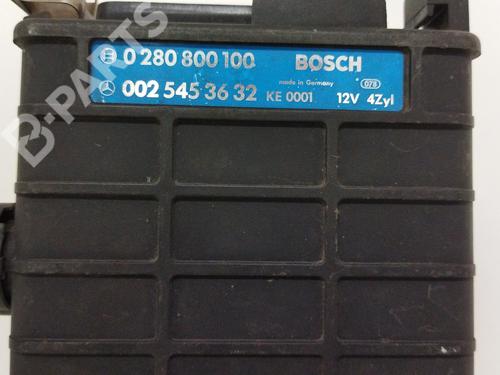 0 280 800 100 BOSCH
made in Germany
002 545 36 32 KE 0001 12V 4Zyl 078
B-PARTS